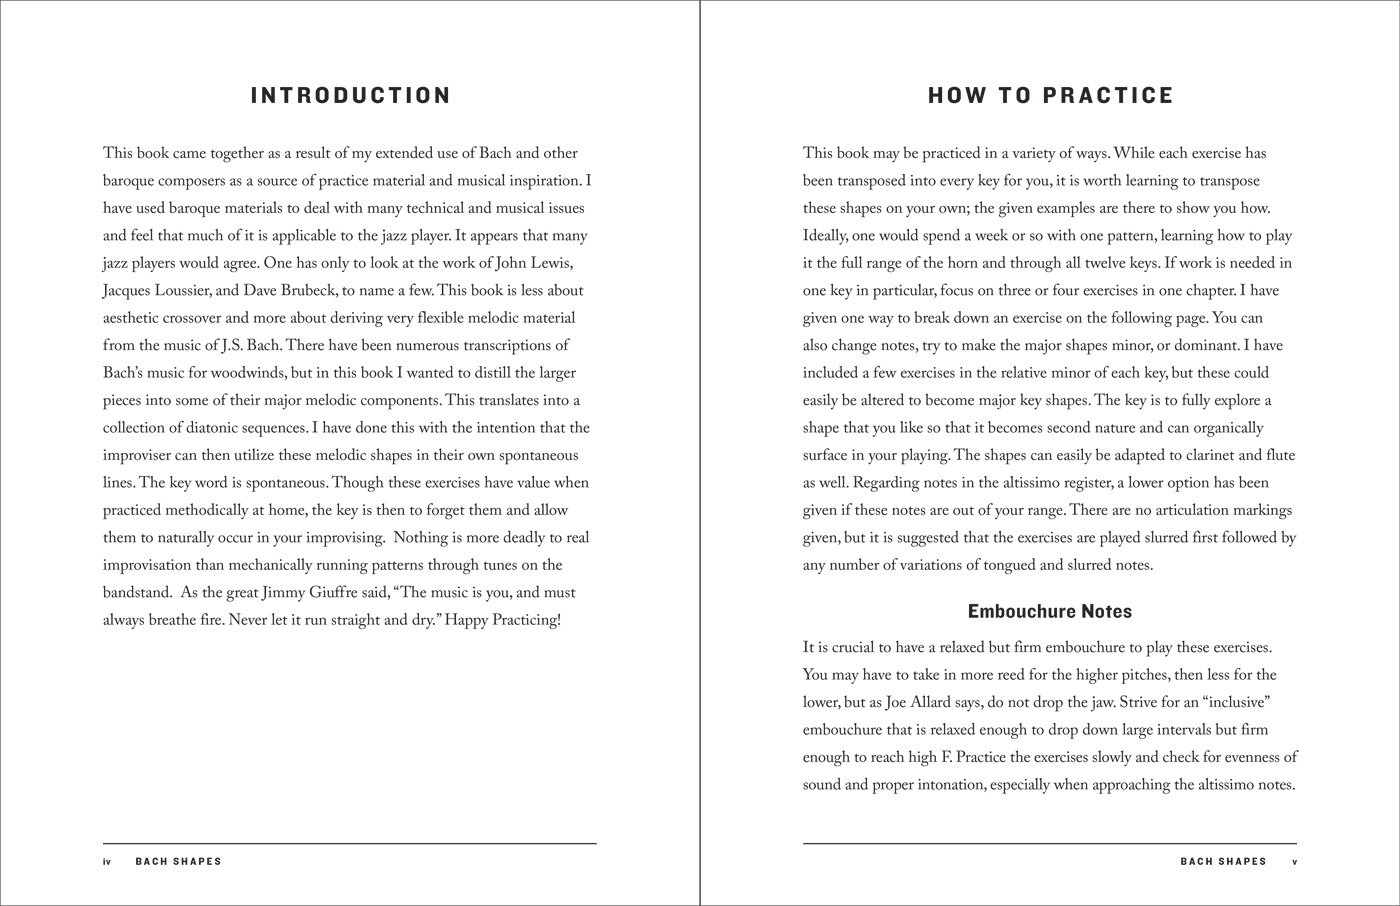 INTRODUCTION
This book came together as a result of my extended use of Bach and other
baroque composers as a source of practice material and musical inspiration. I
have used baroque materials to deal with many technical and musical issues
and feel that much of it is applicable to the jazz player. It appears that many
jazz players would agree. One has only to look at the work of John Lewis,
Jacques Loussier, and Dave Brubeck, to name a few. This book is less about
aesthetic crossover and more about deriving very flexible melodic material
from the music of J.S. Bach. There have been numerous transcriptions of
Bach’s music for woodwinds, but in this book I wanted to distill the larger
pieces into some of their major melodic components. This translates into a
collection of diatonic sequences. I have done this with the intention that the
improviser can then utilize these melodic shapes in their own spontaneous
lines. The key word is spontaneous. Though these exercises have value when
practiced methodically at home, the key is then to forget them and allow
them to naturally occur in your improvising.  Nothing is more deadly to real
improvisation than mechanically running patterns through tunes on the
bandstand.  As the great Jimmy Giuffre said, “The music is you, and must
always breathe fire. Never let it run straight and dry.” Happy Practicing!
iv BACH SHAPES
HOW TO PRACTICE
This book may be practiced in a variety of ways. While each exercise has
been transposed into every key for you, it is worth learning to transpose
these shapes on your own; the given examples are there to show you how.
Ideally, one would spend a week or so with one pattern, learning how to play
it the full range of the horn and through all twelve keys. If work is needed in
one key in particular, focus on three or four exercises in one chapter. I have
given one way to break down an exercise on the following page. You can
also change notes, try to make the major shapes minor, or dominant. I have
included a few exercises in the relative minor of each key, but these could
easily be altered to become major key shapes. The key is to fully explore a
shape that you like so that it becomes second nature and can organically
surface in your playing. The shapes can easily be adapted to clarinet and flute
as well. Regarding notes in the altissimo register, a lower option has been
given if these notes are out of your range. There are no articulation markings
given, but it is suggested that the exercises are played slurred first followed by
any number of variations of tongued and slurred notes.
Embouchure Notes
It is crucial to have a relaxed but firm embouchure to play these exercises.
You may have to take in more reed for the higher pitches, then less for the
lower, but as Joe Allard says, do not drop the jaw. Strive for an “inclusive”
embouchure that is relaxed enough to drop down large intervals but firm
enough to reach high F. Practice the exercises slowly and check for evenness of
sound and proper intonation, especially when approaching the altissimo notes.
BACH SHAPES v